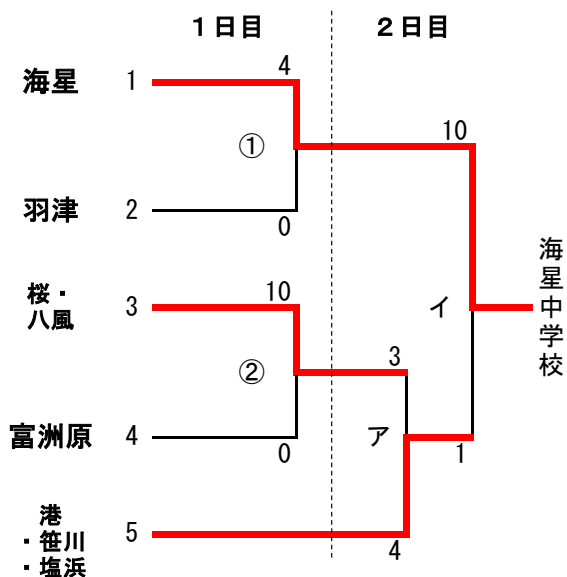 1日目 2日目
海星 1 4
① 10
羽津 2 0
桜・
八風 3 10
イ
海星中学校
② 3
富洲原 4 0
ア 1
港
・笹川
・塩浜 5 4